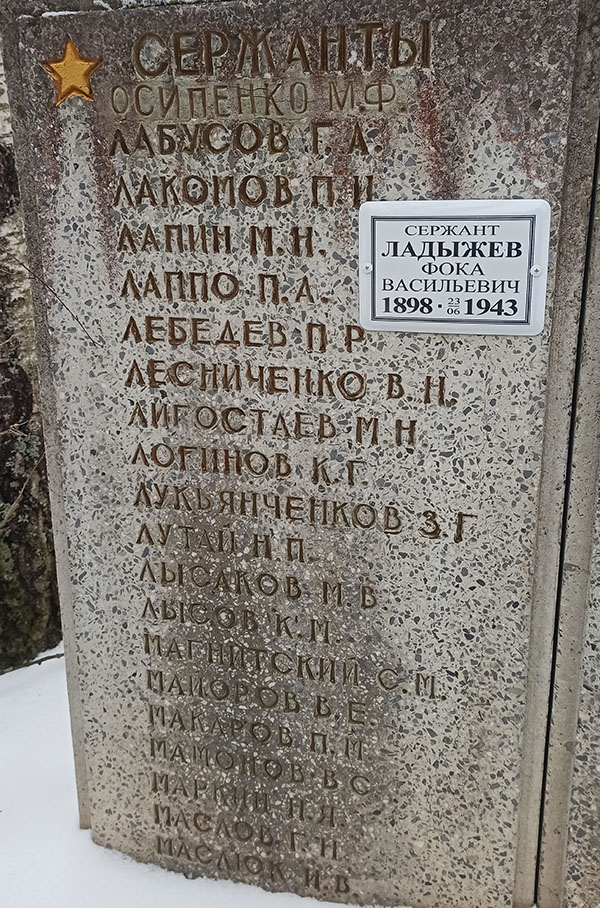 СЕРЖАНТЫ
ОСИПЕНКО М.Ф.
ЛАБУСОВ Г.А.
ЛАКОМОВ П.И.
ЛАПИН М.Н.
ЛАППО П.А.
ЛЕБЕДЕВ П Р
ЛЕСНИЧЕНКО В.Н.
ЛИГОСТАЕВ М Н
ЛОГИНОВ К.Г.
ЛУКЬЯНЧЕНКОВ З.Г
ЛУТАЙ Н П.
ЛЫСАКОВ М В.
ЛЫСОВ К.М.
МАГНИТСКИЙ С.М.
МАЙОРОВ В.Е.
МАКАРОВ П.М
МАМОНОВ В С
МАРКИН Н.Я.
МАСЛОВ Г.Н
МАСЛЮК И.В.
СЕРЖАНТ
ЛАДЫЖЕВ
ФОКА
ВАСИЛЬЕВИЧ
1898 · 23/06 1943